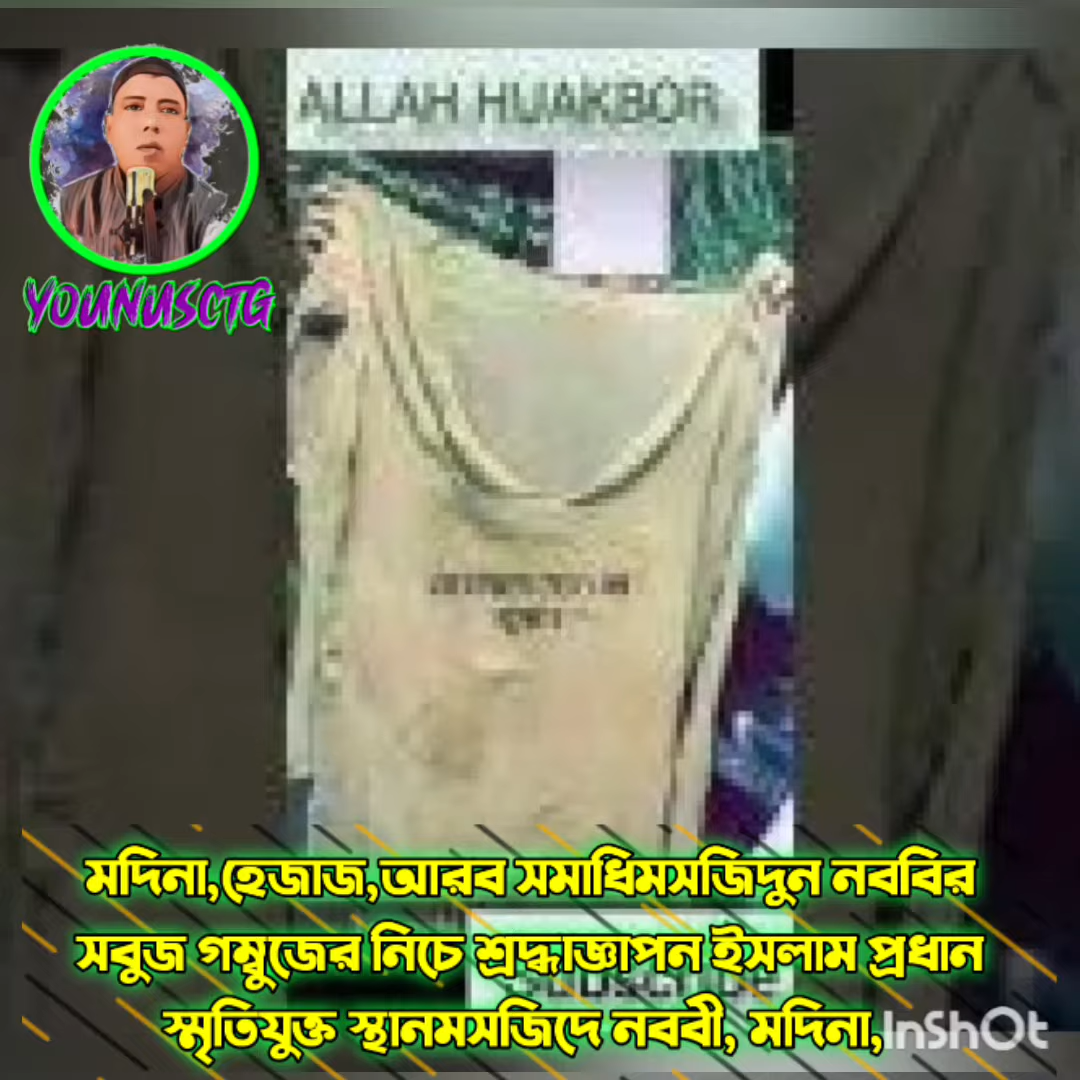 ALLAH HUAKBOR
YOUNUSCTG
মদিনা,হেজাজ,আরব সমাধিমসজিদুন নববির
সবুজ গম্বুজের নিচে শ্রদ্ধাজ্ঞাপন ইসলাম প্রধান
স্মৃতিযুক্ত স্থানমসজিদে নববী, মদিনা,
InShOt